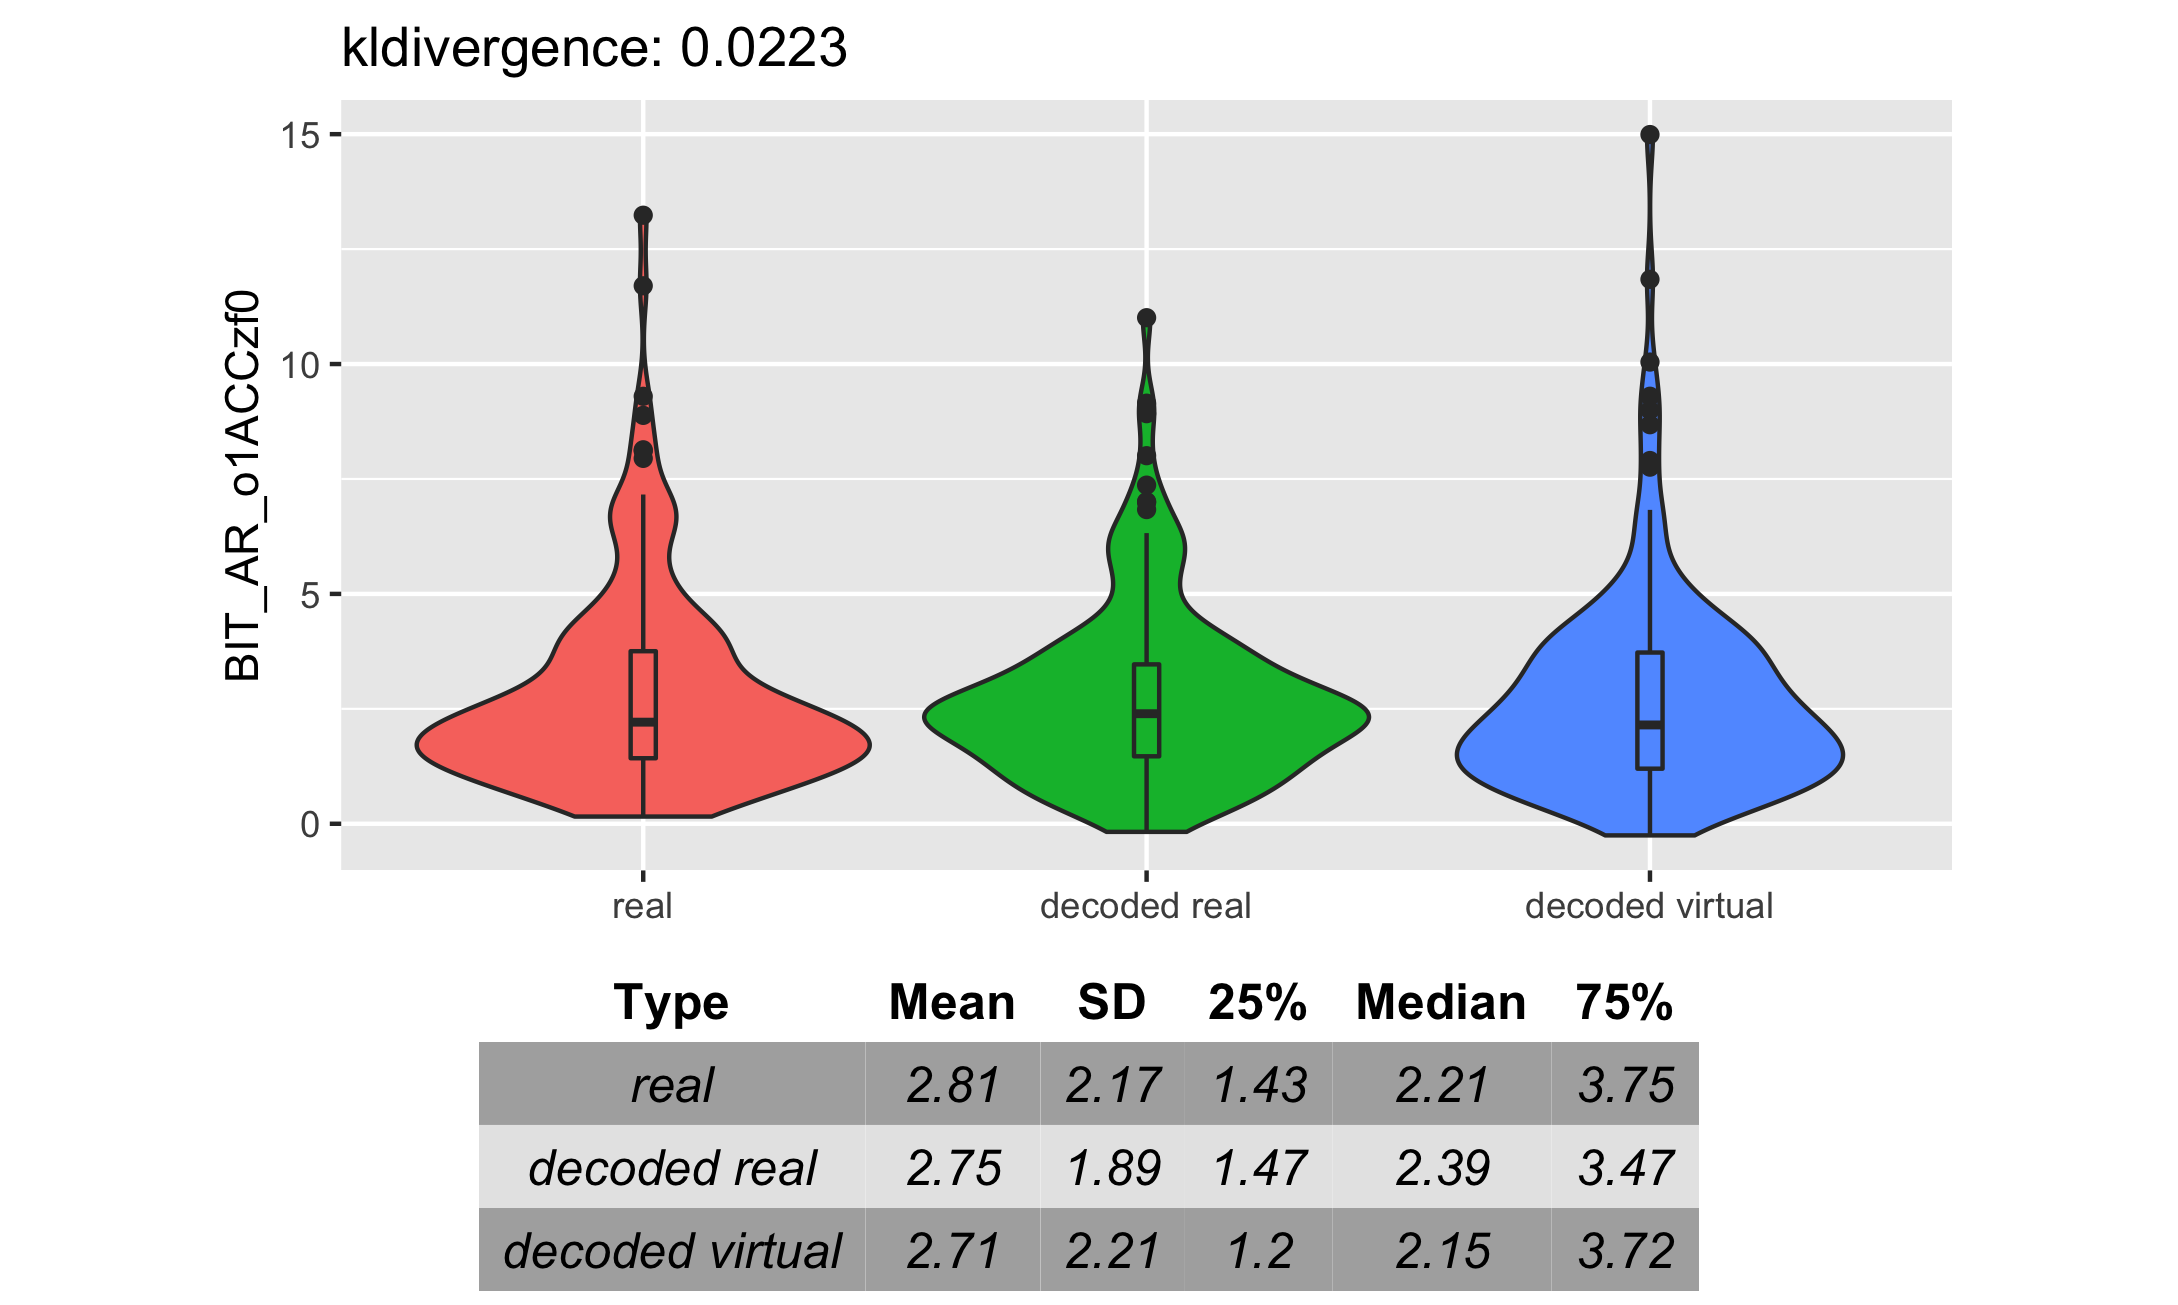 kldivergence: 0.0223
BIT_AR_o1ACCzf0
15
10
5
0
real decoded real decoded virtual
Type Mean SD 25% Median 75%
real 2.81 2.17 1.43 2.21 3.75
decoded real 2.75 1.89 1.47 2.39 3.47
decoded virtual 2.71 2.21 1.2 2.15 3.72